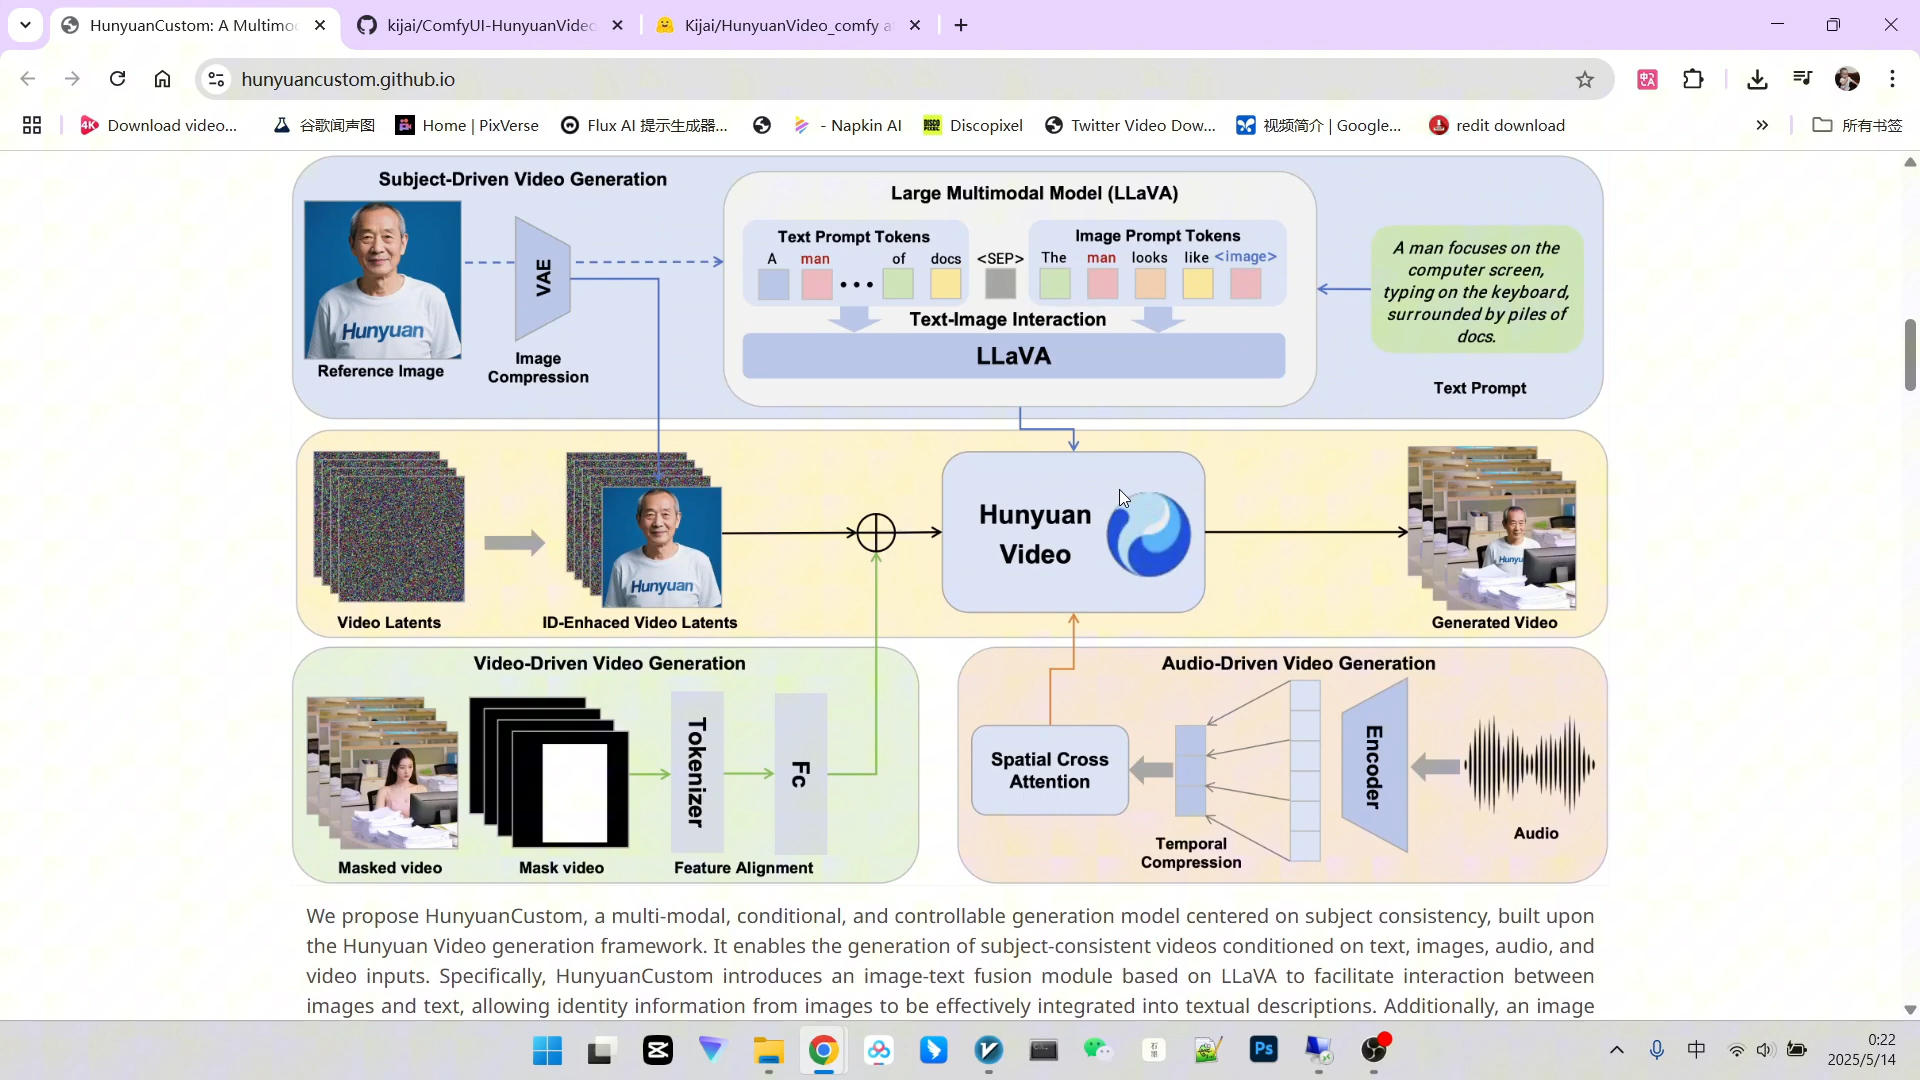 HunyuanCustom: A Multimo
kijai/ComfyUI-HunyuanVideo
Kijai/HunyuanVideo_comfy a
hunyuancustom.github.io
Download video...
谷歌闻声图
Home | PixVerse
Flux AI 提示生成器...
- Napkin AI
Discopixel
Twitter Video Dow...
视频简介 | Google...
redit download
所有书签
Subject-Driven Video Generation
Hunyuan
Reference Image
VAE
Image
Compression
Large Multimodal Model (LLaVA)
Text Prompt Tokens
A man ... of docs
<SEP>
Image Prompt Tokens
The man looks like <image>
Text-Image Interaction
LLaVA
A man focuses on the
computer screen,
typing on the keyboard,
surrounded by piles of
docs.
Text Prompt
Video Latents
Hunyuan
ID-Enhaced Video Latents
Hunyuan
Video
Hunyuan
Generated Video
Video-Driven Video Generation
Masked video
Mask video
Tokenizer
Fc
Feature Alignment
Audio-Driven Video Generation
Spatial Cross
Attention
Temporal
Compression
Encoder
Audio
We propose HunyuanCustom, a multi-modal, conditional, and controllable generation model centered on subject consistency, built upon
the Hunyuan Video generation framework. It enables the generation of subject-consistent videos conditioned on text, images, audio, and
video inputs. Specifically, HunyuanCustom introduces an image-text fusion module based on LLaVA to facilitate interaction between
images and text, allowing identity information from images to be effectively integrated into textual descriptions. Additionally, an image
Ps
中
0:22
2025/5/14